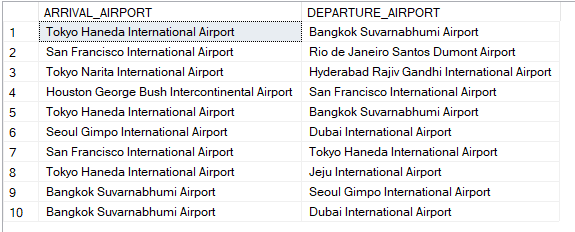 ARRIVAL_AIRPORT DEPARTURE_AIRPORT
1 Tokyo Haneda International Airport Bangkok Suvarnabhumi Airport
2 San Francisco International Airport Rio de Janeiro Santos Dumont Airport
3 Tokyo Narita International Airport Hyderabad Rajiv Gandhi International Airport
4 Houston George Bush Intercontinental Airport San Francisco International Airport
5 Tokyo Haneda International Airport Bangkok Suvarnabhumi Airport
6 Seoul Gimpo International Airport Dubai International Airport
7 San Francisco International Airport Tokyo Haneda International Airport
8 Tokyo Haneda International Airport Jeju International Airport
9 Bangkok Suvarnabhumi Airport Seoul Gimpo International Airport
10 Bangkok Suvarnabhumi Airport Dubai International Airport